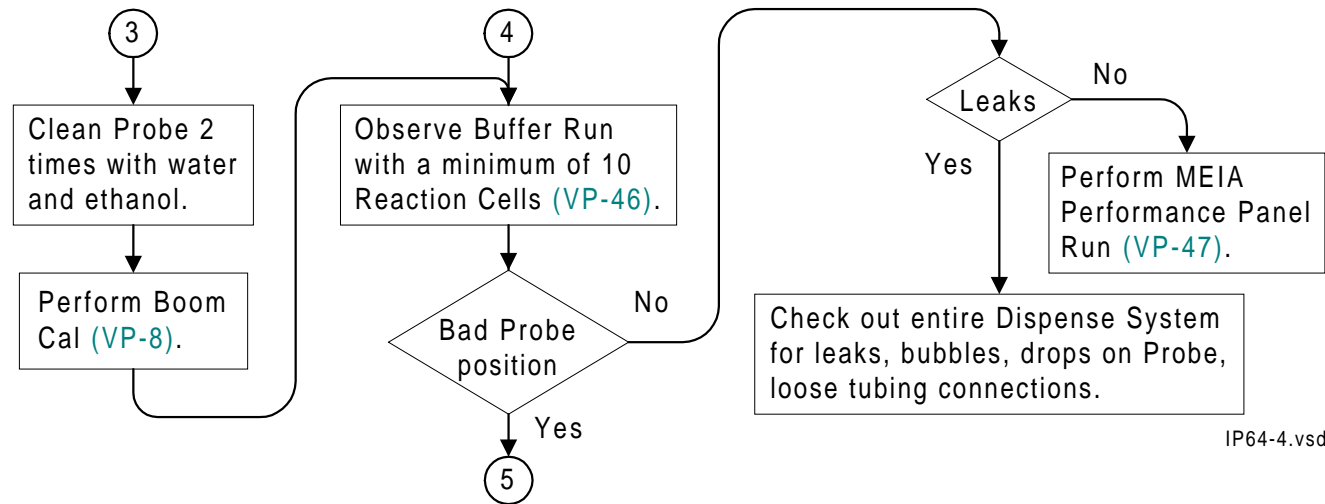 3
Clean Probe 2
times with water
and ethanol.
Perform Boom
Cal (VP-8).
4
Observe Buffer Run
with a minimum of 10
Reaction Cells (VP-46).
Bad Probe
position
No
Yes
5
Leaks
No
Yes
Perform MEIA
Performance Panel
Run (VP-47).
Check out entire Dispense System
for leaks, bubbles, drops on Probe,
loose tubing connections.
IP64-4.vsd